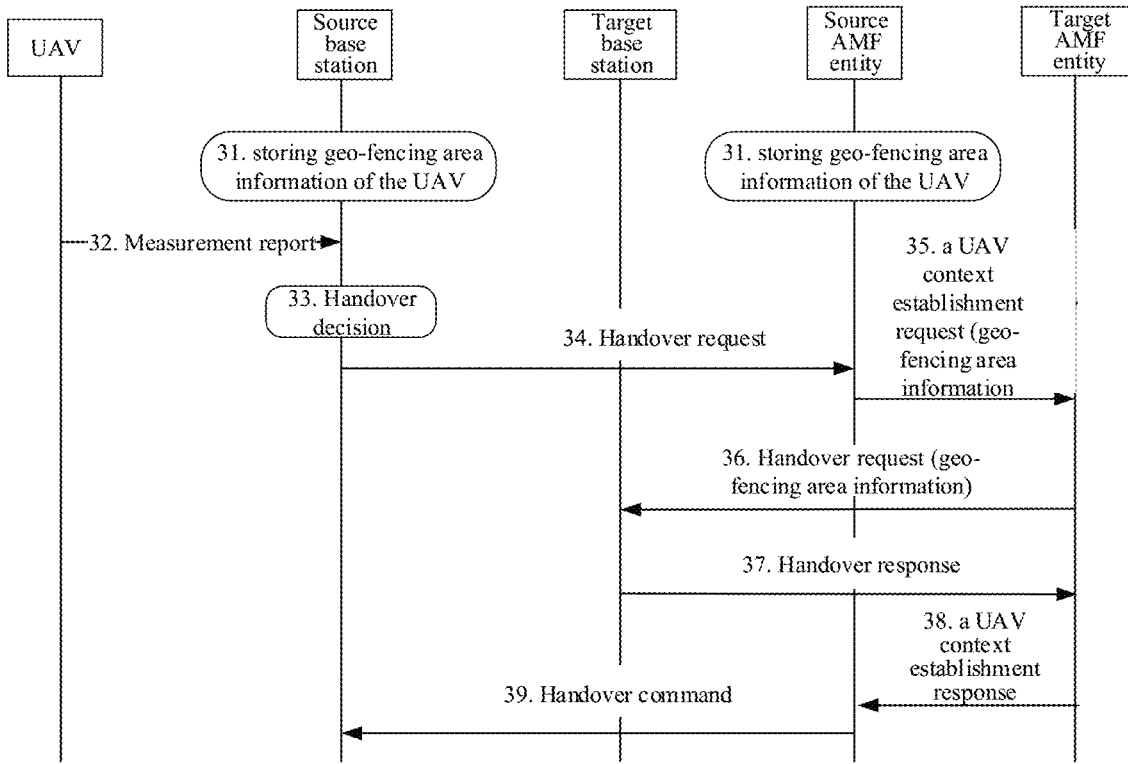 UAV
Source
base
station
Target
base
station
Source
AMF
entity
Target
AMF
entity
31. storing geo-fencing area
information of the UAV
31. storing geo-fencing area
information of the UAV
32. Measurement report
33. Handover
decision
34. Handover request
35. a UAV
context
establishment
request (geo-
fencing area
information
36. Handover request (geo-
fencing area information)
37. Handover response
38. a UAV
context
establishment
response
39. Handover command